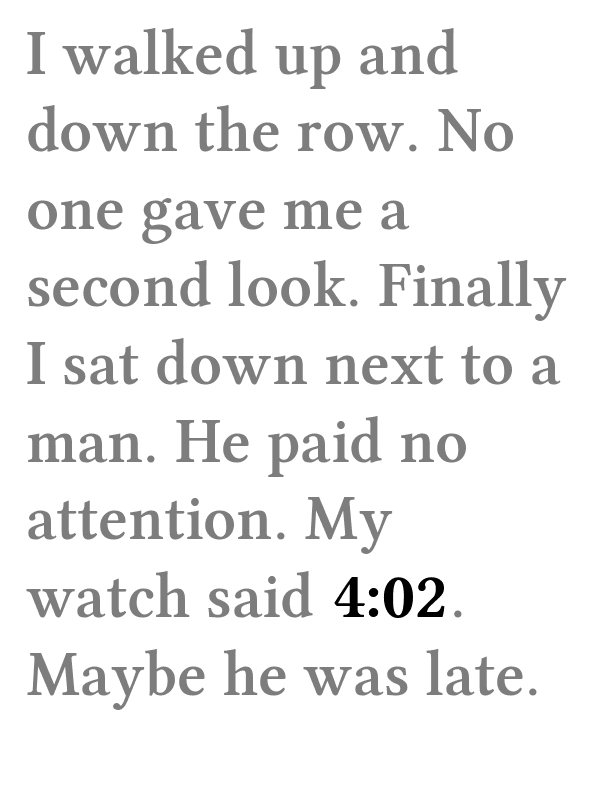 I walked up and
down the row. No
one gave me a
second look. Finally
I sat down next to a
man. He paid no
attention. My
watch said 4:02.
Maybe he was late.